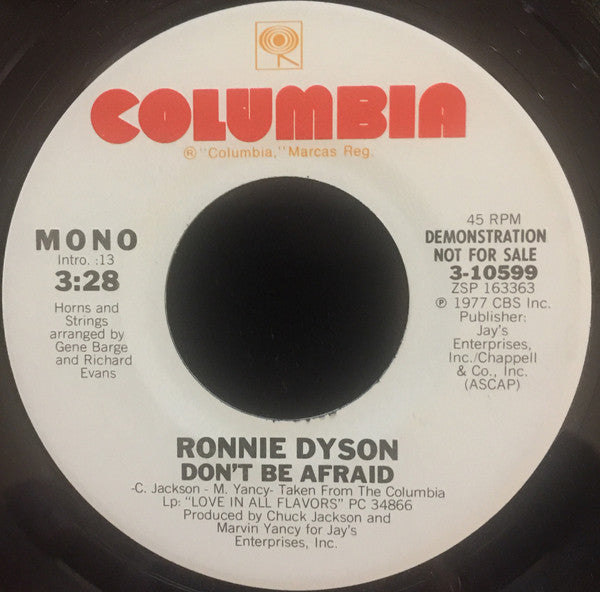 COLUMBIA
® "Columbia," Marcas Reg.
MONO
Intro. :13
3:28
Horns and
Strings
arranged by
Gene Barge
and Richard
Evans
45 RPM
DEMONSTRATION
NOT FOR SALE
3-10599
ZSP 163363
℗ 1977 CBS Inc.
Publisher:
Jay's
Enterprises,
Inc./Chappell
& Co., Inc.
(ASCAP)
RONNIE DYSON
DON'T BE AFRAID
-C. Jackson - M. Yancy- Taken From The Columbia
Lp: "LOVE IN ALL FLAVORS" PC 34866
Produced by Chuck Jackson and
Marvin Yancy for Jay's
Enterprises, Inc.